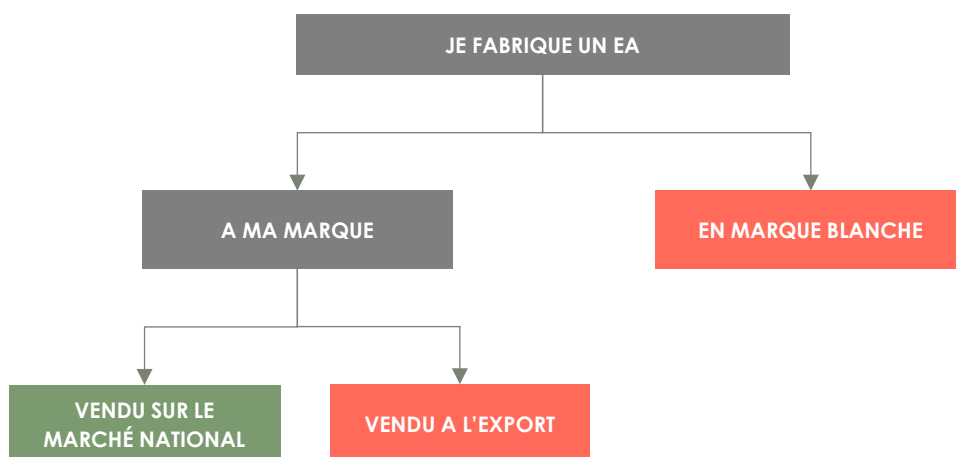 JE FABRIQUE UN EA
A MA MARQUE
EN MARQUE BLANCHE
VENDU SUR LE
MARCHÉ NATIONAL
VENDU A L’EXPORT